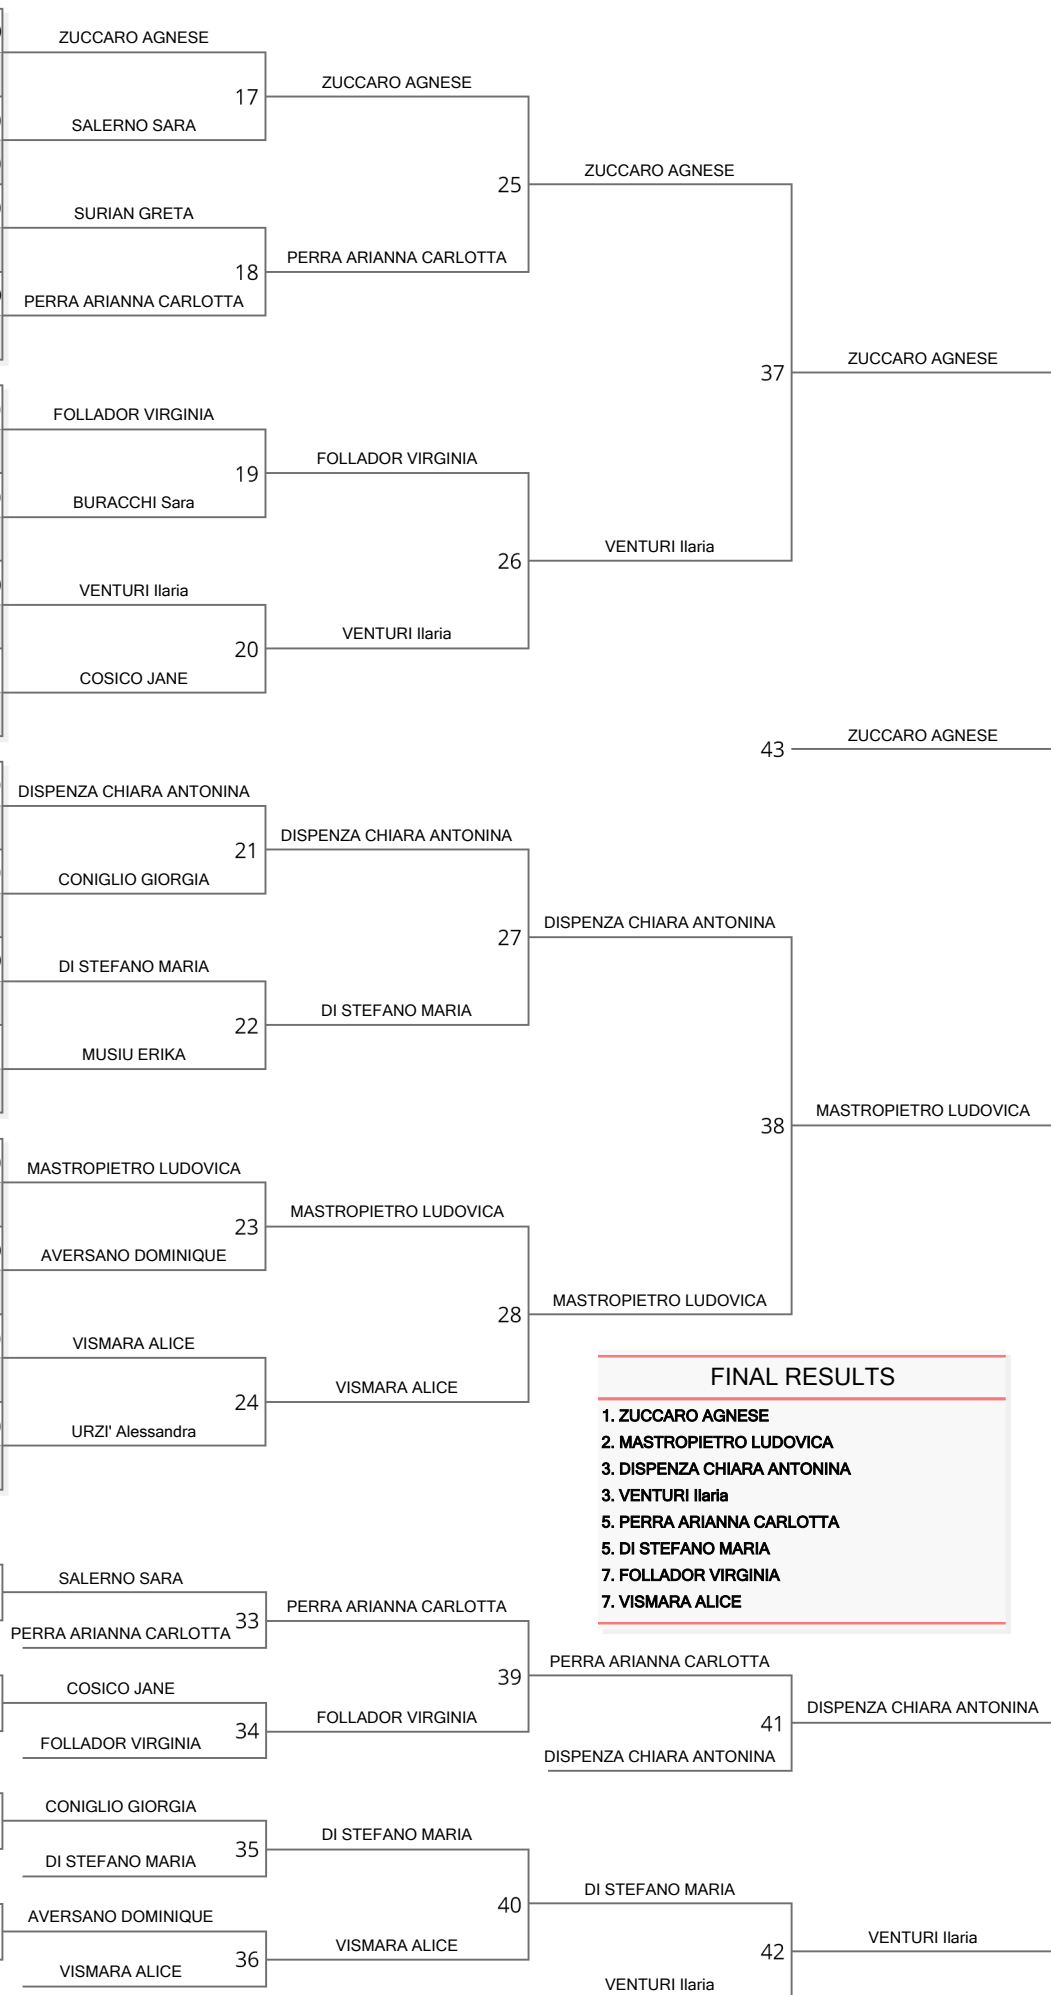 ZUCCARO AGNESE
ZUCCARO AGNESE
17
SALERNO SARA
ZUCCARO AGNESE
25
SURIAN GRETA
PERRA ARIANNA CARLOTTA
18
PERRA ARIANNA CARLOTTA
ZUCCARO AGNESE
37
FOLLADOR VIRGINIA
FOLLADOR VIRGINIA
19
BURACCHI Sara
VENTURI Ilaria
26
VENTURI Ilaria
VENTURI Ilaria
20
COSICO JANE
ZUCCARO AGNESE
43
DISPENZA CHIARA ANTONINA
DISPENZA CHIARA ANTONINA
21
CONIGLIO GIORGIA
DISPENZA CHIARA ANTONINA
27
DI STEFANO MARIA
DI STEFANO MARIA
22
MUSIU ERIKA
MASTROPIETRO LUDOVICA
38
MASTROPIETRO LUDOVICA
MASTROPIETRO LUDOVICA
23
AVERSANO DOMINIQUE
MASTROPIETRO LUDOVICA
28
VISMARA ALICE
VISMARA ALICE
24
URZI' Alessandra
FINAL RESULTS
1. ZUCCARO AGNESE
2. MASTROPIETRO LUDOVICA
3. DISPENZA CHIARA ANTONINA
3. VENTURI Ilaria
5. PERRA ARIANNA CARLOTTA
5. DI STEFANO MARIA
7. FOLLADOR VIRGINIA
7. VISMARA ALICE
SALERNO SARA
PERRA ARIANNA CARLOTTA
33
PERRA ARIANNA CARLOTTA
PERRA ARIANNA CARLOTTA
39
COSICO JANE
DISPENZA CHIARA ANTONINA
FOLLADOR VIRGINIA
41
34
FOLLADOR VIRGINIA
DISPENZA CHIARA ANTONINA
CONIGLIO GIORGIA
DI STEFANO MARIA
35
DI STEFANO MARIA
DI STEFANO MARIA
40
AVERSANO DOMINIQUE
VENTURI Ilaria
VISMARA ALICE
42
36
VISMARA ALICE
VENTURI Ilaria